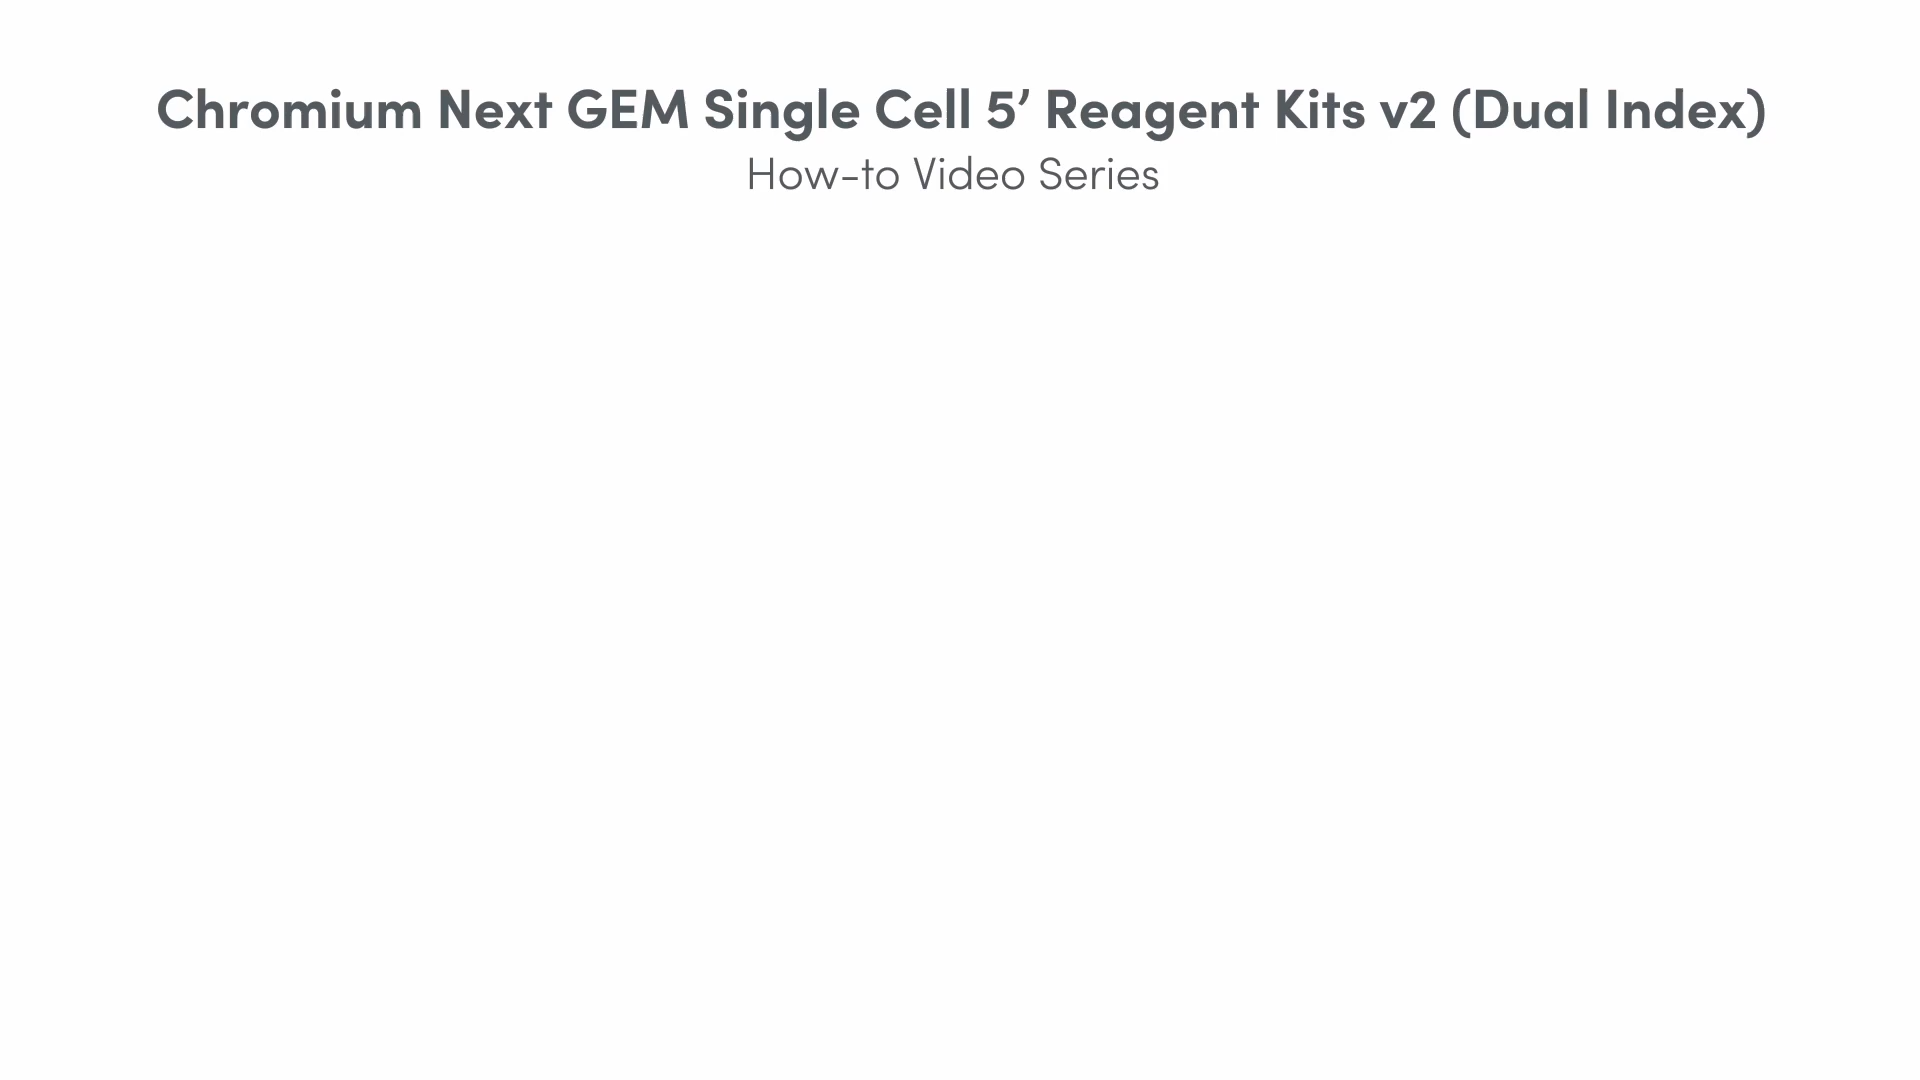 Chromium Next GEM Single Cell 5’ Reagent Kits v2 (Dual Index)
How-to Video Series